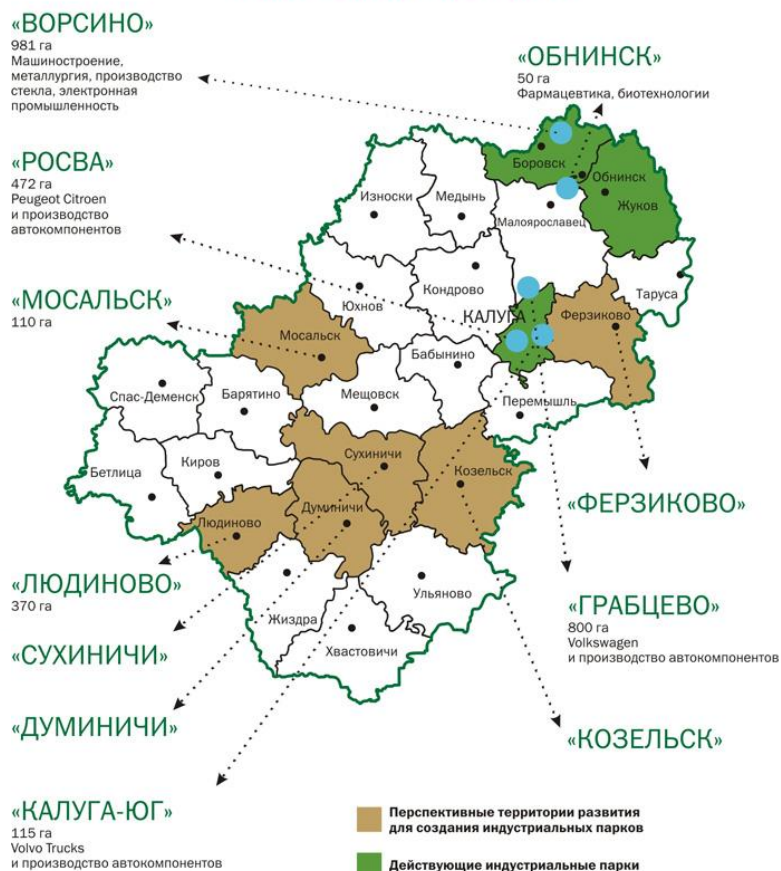 «ВОРСИНО»
981 га
Машиностроение,
металлургия, производство
стекла, электронная
промышленность
«ОБНИНСК»
50 га
Фармацевтика, биотехнологии
«РОСВА»
472 га
Peugeot Citroen
и производство
автокомпонентов
«МОСАЛЬСК»
110 га
Боровск
Обнинск
Жуков
Износки
Медынь
Малоярославец
Таруса
Юхнов
Кондрово
КАЛУГА
Ферзиково
Мосальск
Бабынино
Спас-Деменск
Барятино
Мещовск
Перемышль
Бетлица
Киров
Сухиничи
Козельск
Людиново
Думиничи
Жиздра
Ульяново
Хвастовичи
«ФЕРЗИКОВО»
«ЛЮДИНОВО»
370 га
«ГРАБЦЕВО»
800 га
Volkswagen
и производство автокомпонентов
«СУХИНИЧИ»
«ДУМИНИЧИ»
«КОЗЕЛЬСК»
«КАЛУГА-ЮГ»
115 га
Volvo Trucks
и производство автокомпонентов
Перспективные территории развития
для создания индустриальных парков
Действующие индустриальные парки